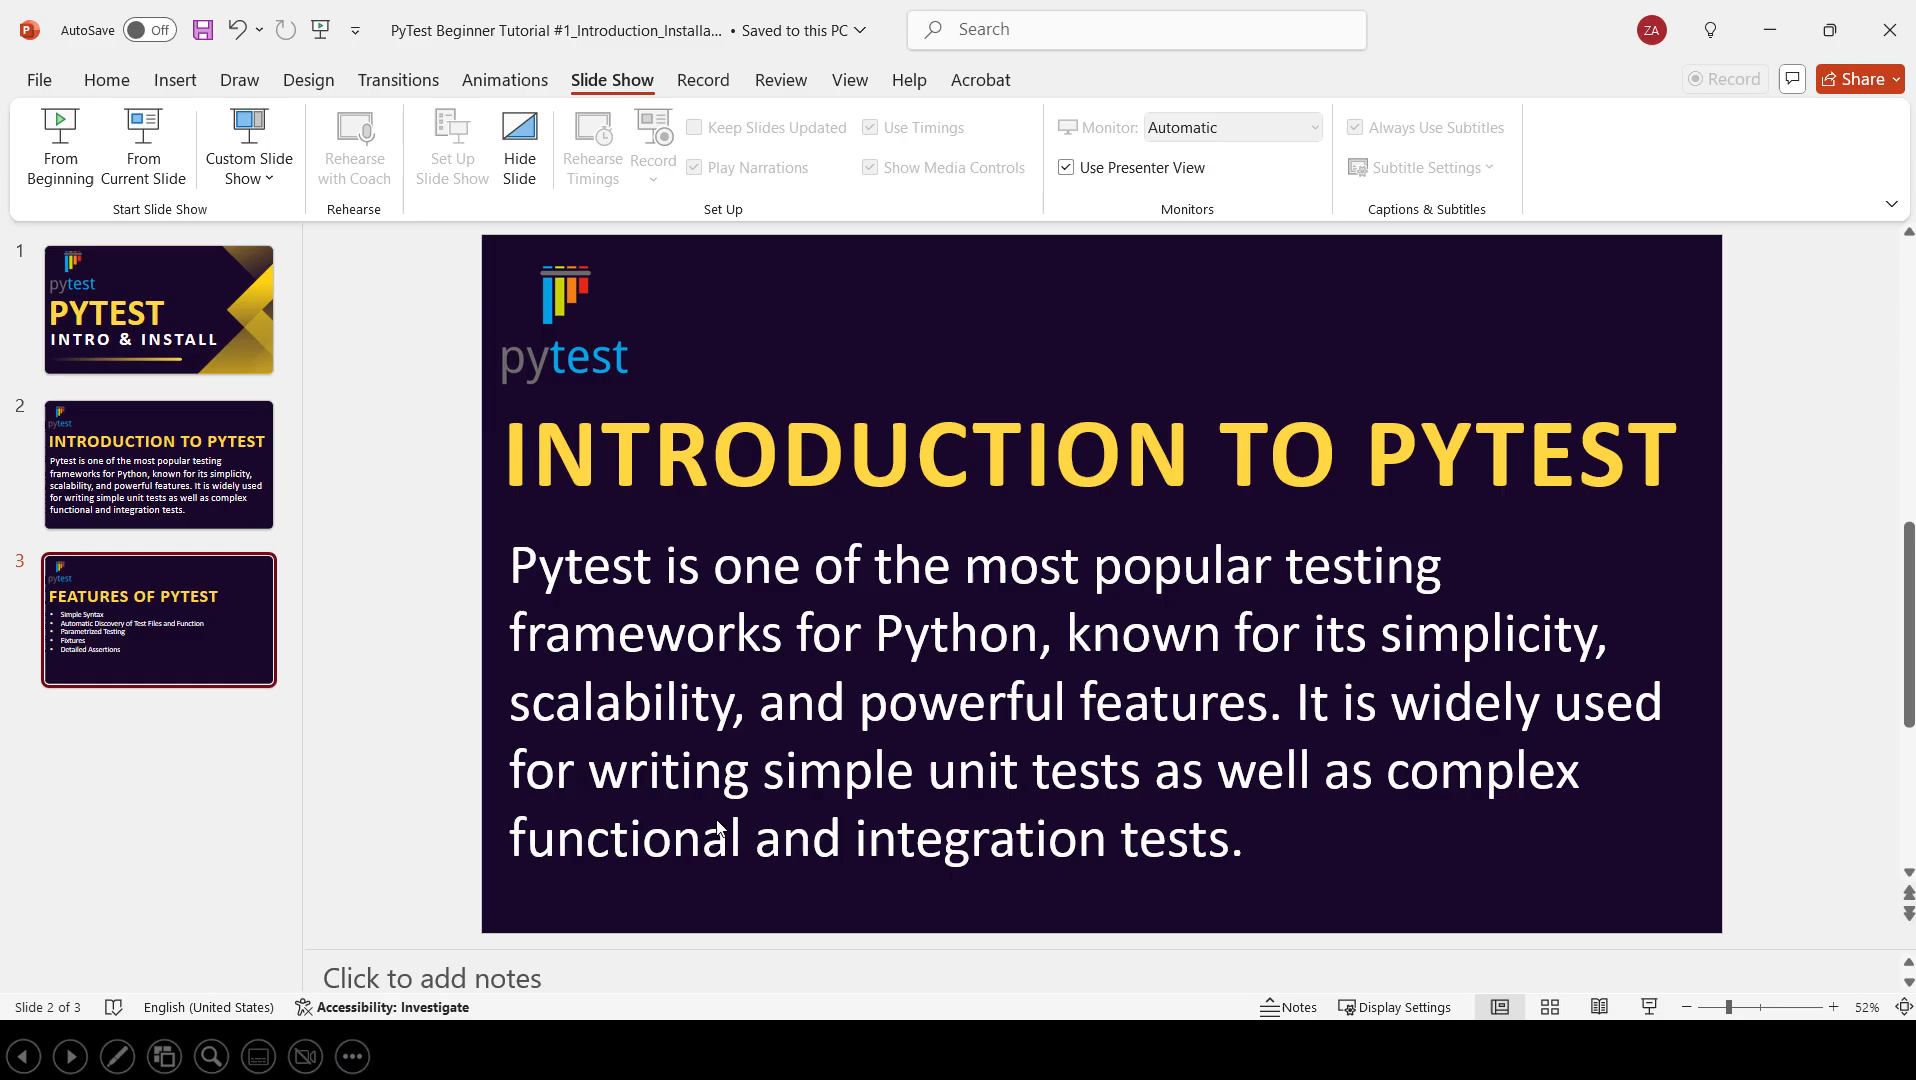 AutoSave Off PyTest Beginner Tutorial #1_Introduction_Installa... • Saved to this PC Search ZA
File Home Insert Draw Design Transitions Animations Slide Show Record Review View Help Acrobat Record Share
From Beginning
From Current Slide
Custom Slide Show
Start Slide Show
Rehearse with Coach
Rehearse
Set Up Slide Show
Hide Slide
Rehearse Timings
Record
Keep Slides Updated
Play Narrations
Use Timings
Show Media Controls
Set Up
Monitor: Automatic
Use Presenter View
Monitors
Always Use Subtitles
Subtitle Settings
Captions & Subtitles
1
pytest
PYTEST
INTRO & INSTALL
2
pytest
INTRODUCTION TO PYTEST
Pytest is one of the most popular testing
frameworks for Python, known for its simplicity,
scalability, and powerful features. It is widely used
for writing simple unit tests as well as complex
functional and integration tests.
3
pytest
FEATURES OF PYTEST
• Simple Syntax
• Automatic Discovery of Test Files and Function
• Parametrized Testing
• Fixtures
• Detailed Assertions
pytest
INTRODUCTION TO PYTEST
Pytest is one of the most popular testing
frameworks for Python, known for its simplicity,
scalability, and powerful features. It is widely used
for writing simple unit tests as well as complex
functional and integration tests.
Click to add notes
Slide 2 of 3 English (United States) Accessibility: Investigate Notes Display Settings 52%